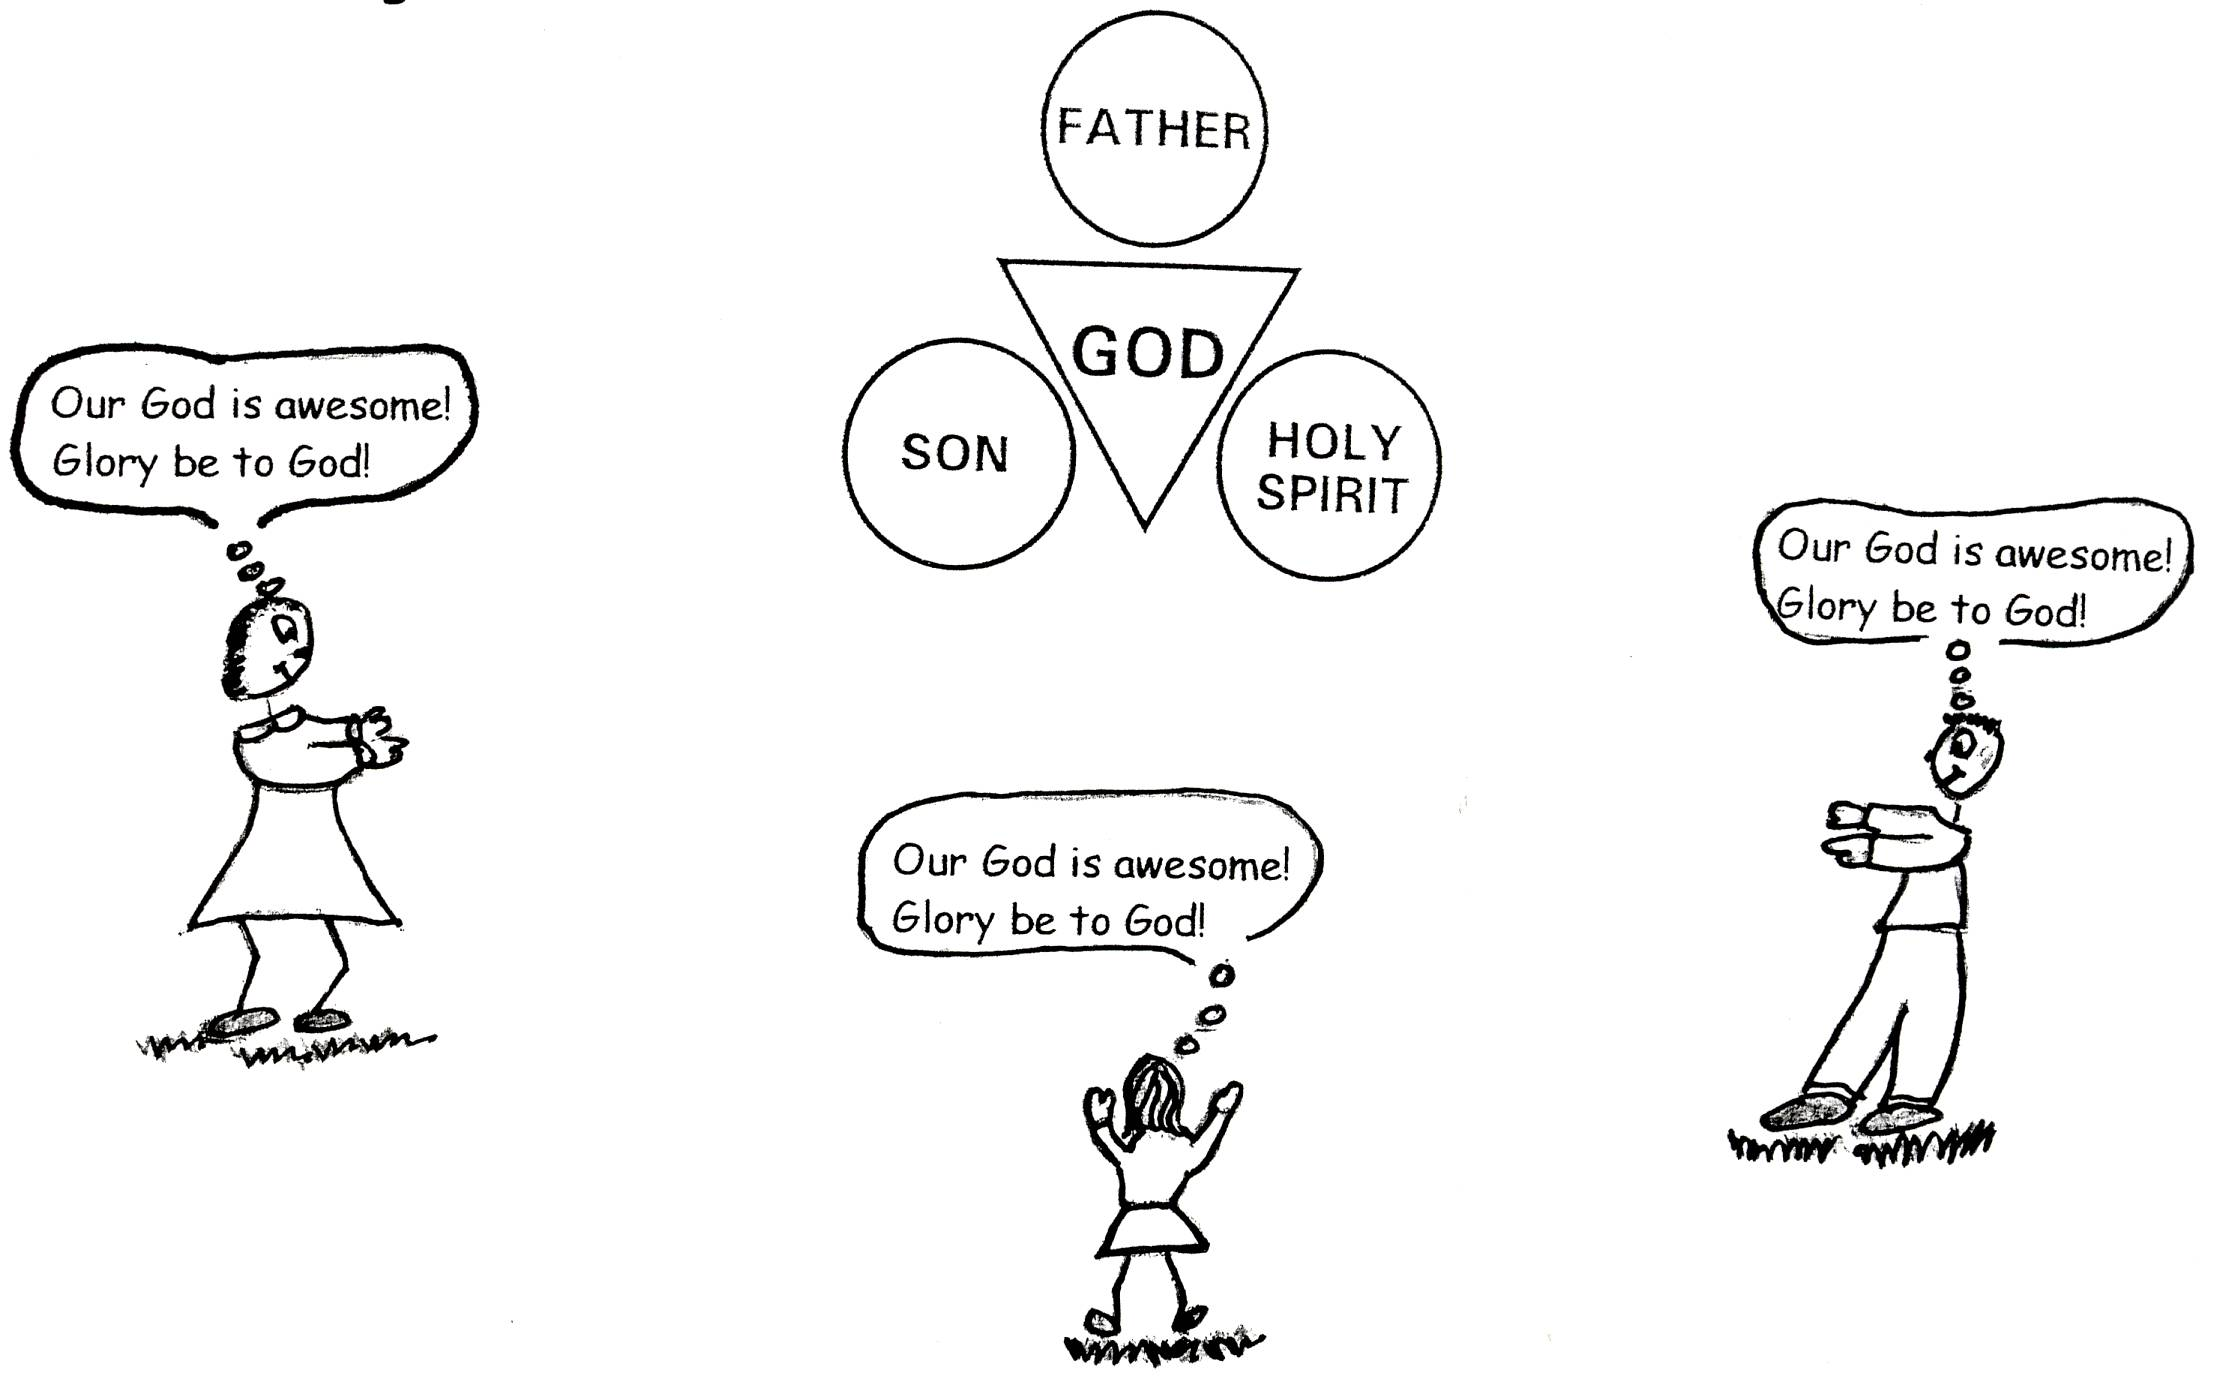 FATHER
GOD
SON
HOLY
SPIRIT
Our God is awesome!
Glory be to God!
Our God is awesome!
Glory be to God!
Our God is awesome!
Glory be to God!